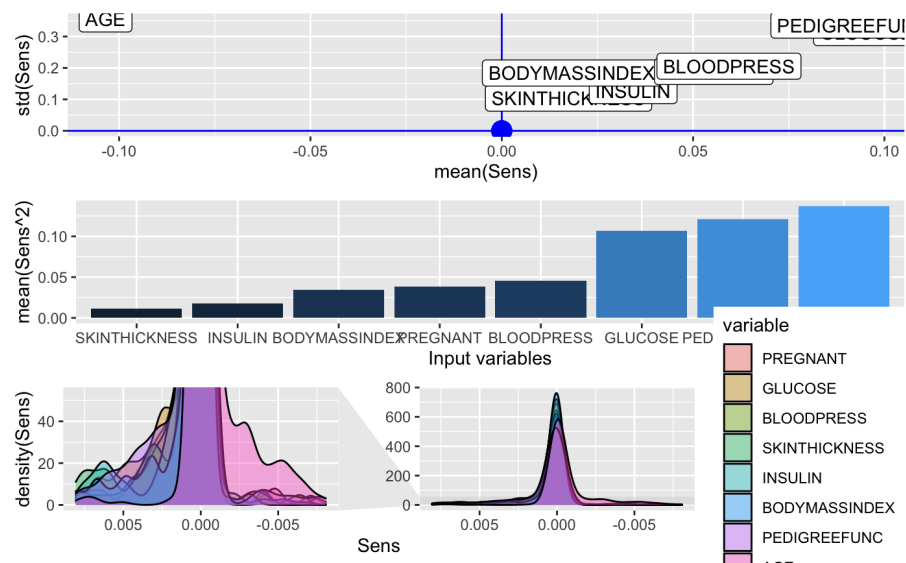 AGE
PEDIGREEFUN
BODYMASSINDEX
BLOODPRESS
INSULIN
SKINTHICKNESS
std(Sens)
0.3
0.2
0.1
0.0
-0.10 -0.05 0.00 0.05 0.10
mean(Sens)
mean(Sens^2)
0.10
0.05
0.00
SKINTHICKNESS INSULIN BODYMASSINDEX PREGNANT BLOODPRESS GLUCOSE PED
Input variables
variable
PREGNANT
GLUCOSE
BLOODPRESS
SKINTHICKNESS
INSULIN
BODYMASSINDEX
PEDIGREEFUNC
AGE
density(Sens)
40
20
0
0.005 0.000 -0.005
800
600
400
200
0
0.005 0.000 -0.005
Sens